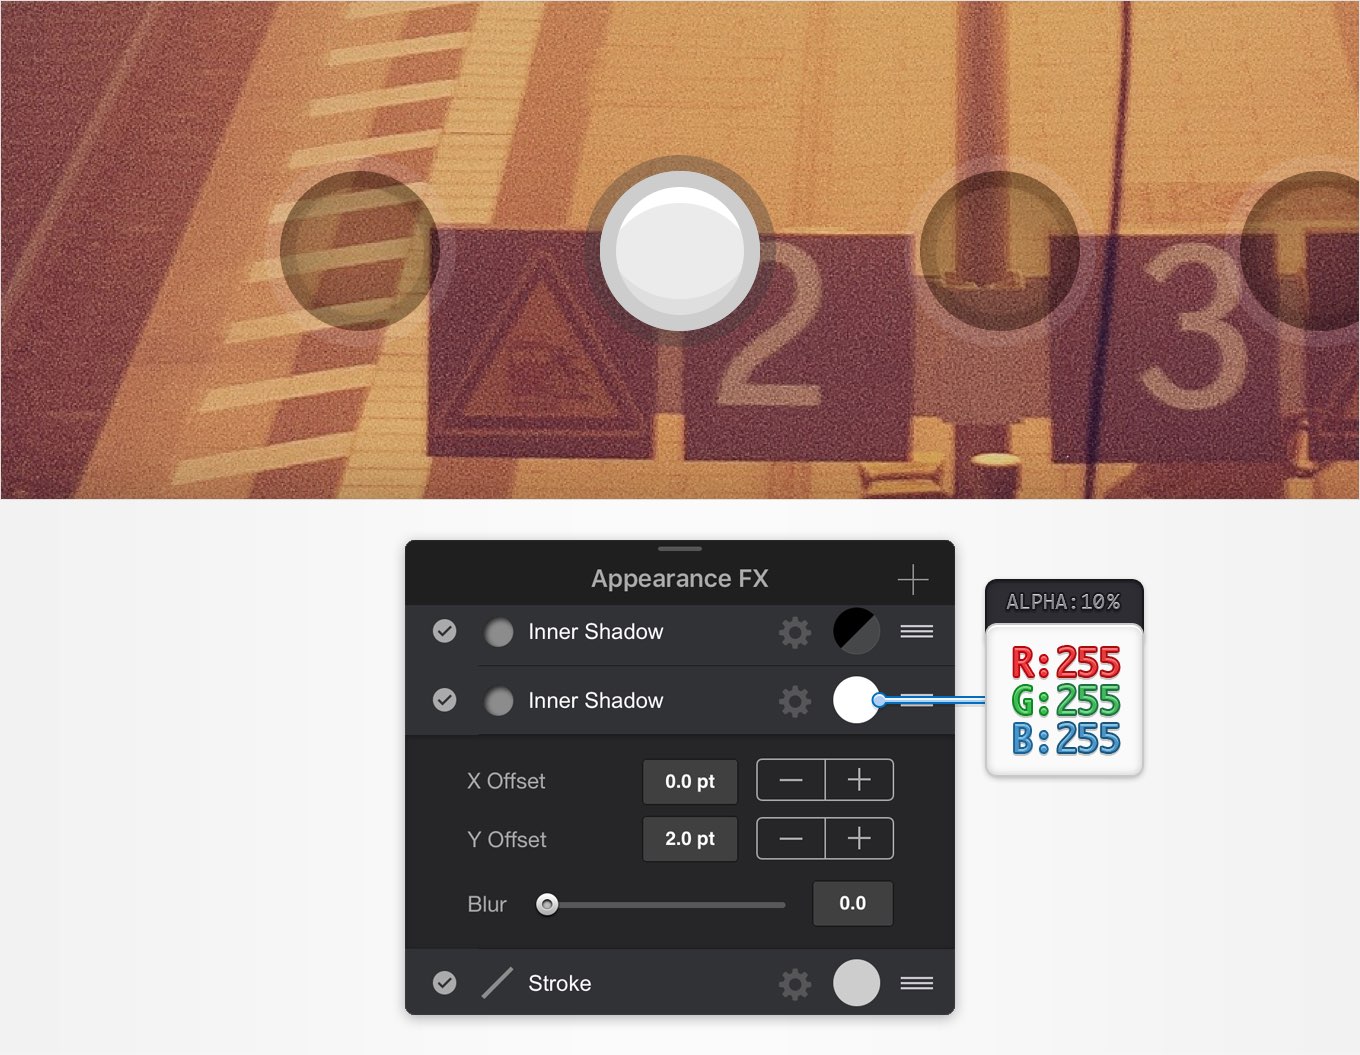 2
3
Appearance FX
Inner Shadow
Inner Shadow
X Offset 0.0 pt
Y Offset 2.0 pt
Blur 0.0
Stroke
ALPHA:10%
R:255
G:255
B:255